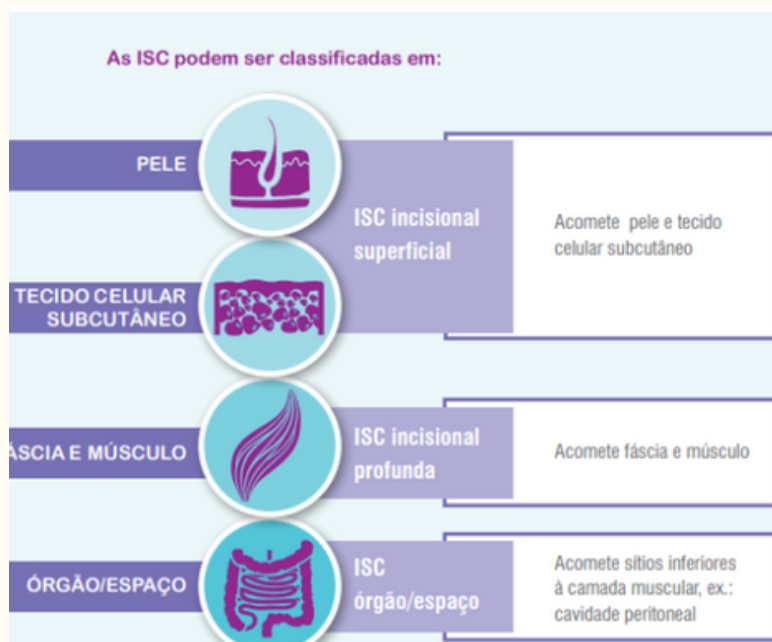 As ISC podem ser classificadas em:
PELE
ISC incisional
superficial
Acomete pele e tecido
celular subcutâneo
TECIDO CELULAR
SUBCUTÂNEO
ÁSCIA E MÚSCULO
ISC incisional
profunda
Acomete fáscia e músculo
ÓRGÃO/ESPAÇO
ISC
órgão/espaço
Acomete sítios inferiores
à camada muscular, ex.:
cavidade peritoneal